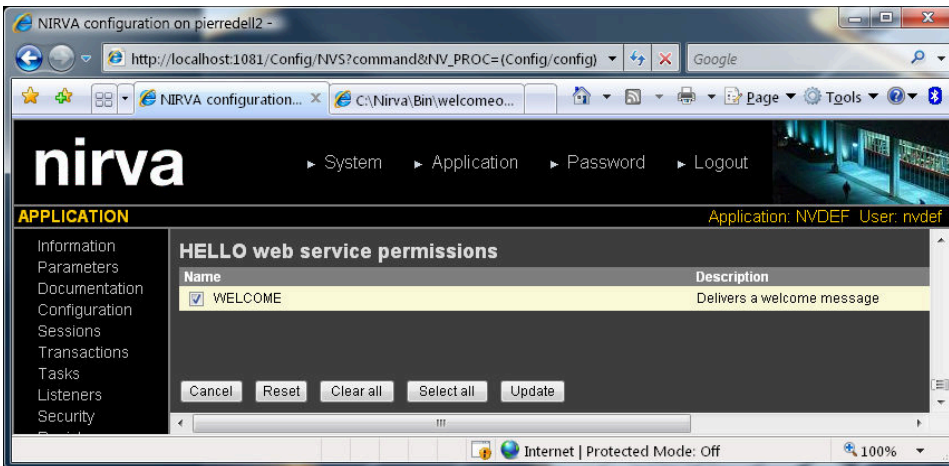 NIRVA configuration on pierredell2 -
http://localhost:1081/Config/NVS?command&NV_PROC=(Config/config)
Google
NIRVA configuration...
C:\Nirva\Bin\welcomeo...
Page
Tools
nirva
System
Application
Password
Logout
APPLICATION
Application: NVDEF User: nvdef
Information
Parameters
Documentation
Configuration
Sessions
Transactions
Tasks
Listeners
Security
HELLO web service permissions
Name Description
WELCOME Delivers a welcome message
Cancel Reset Clear all Select all Update
Internet | Protected Mode: Off
100%